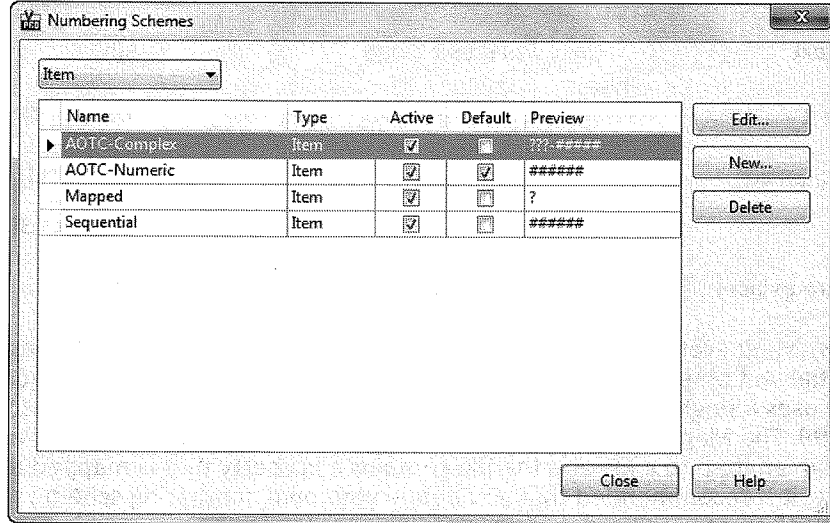 Numbering Schemes
Item
Name Type Active Default Preview
AOTC-Complex Item ???-#####
AOTC-Numeric Item ######
Mapped Item ?
Sequential Item ######
Edit...
New...
Delete
Close Help